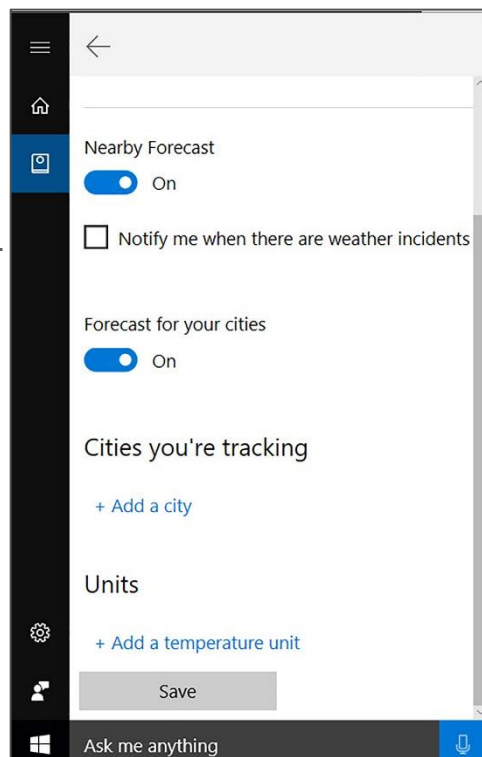 Nearby Forecast
On
Notify me when there are weather incidents
Forecast for your cities
On
Cities you're tracking
+ Add a city
Units
+ Add a temperature unit
Save
Ask me anything